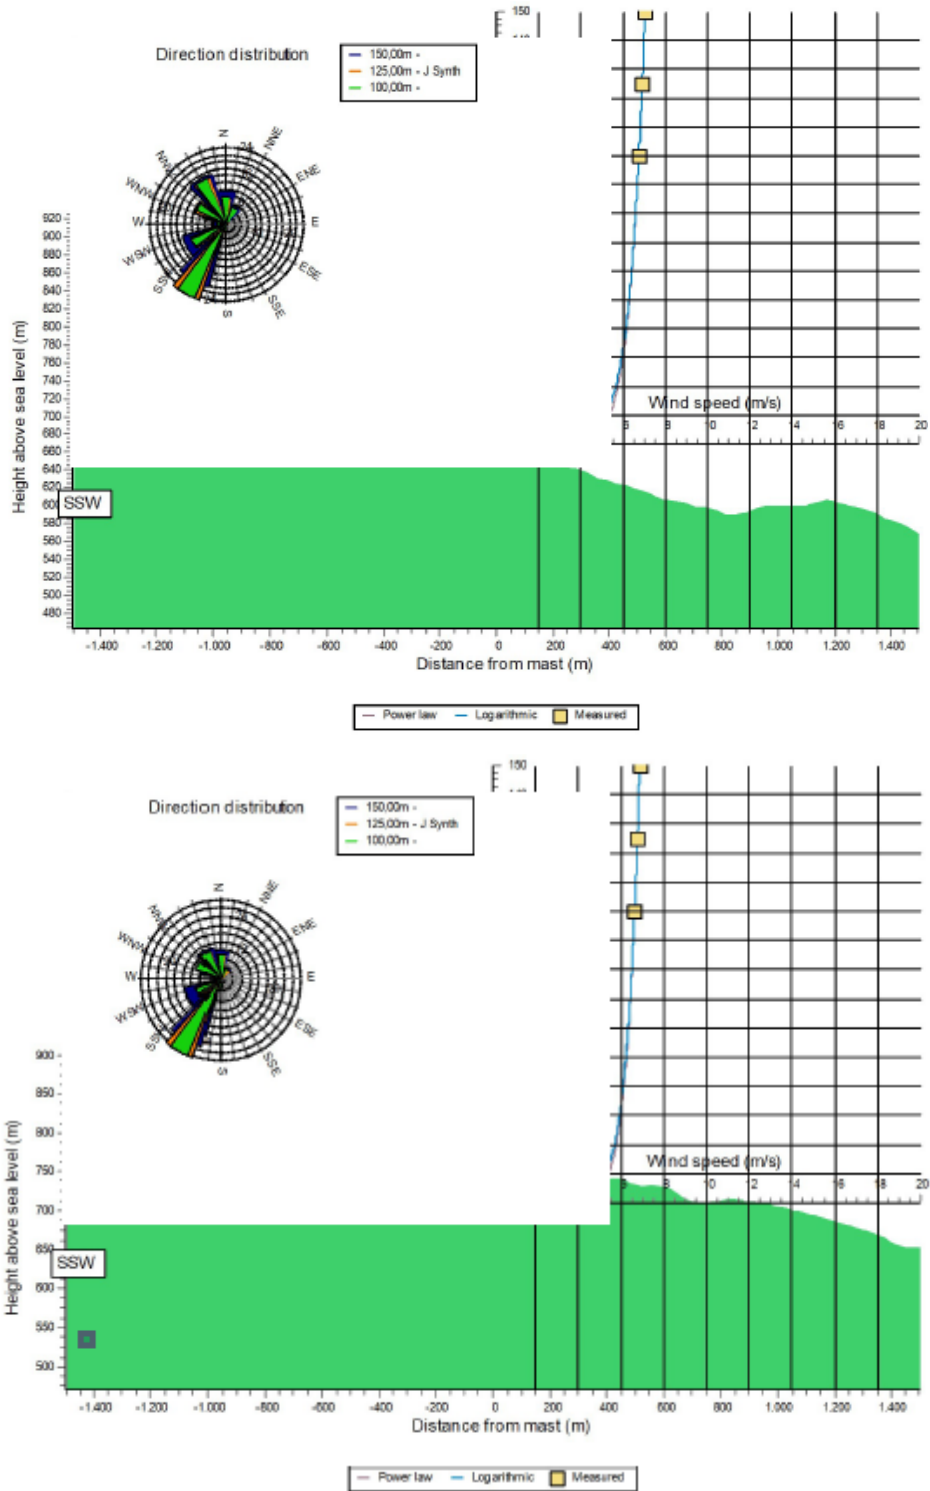 150
Direction distribution
150,00m -
125,00m - J Synth
100,00m -
N
NNE
ENE
E
ESE
SSE
S
WSW
W
WNW
920
900
880
860
840
820
800
780
760
740
720
700
680
660
640
620
600
580
560
540
520
500
480
Height above sea level (m)
Wind speed (m/s)
6 8 10 12 14 16 18 20
SSW
-1.400 -1.200 -1.000 -800 -600 -400 -200 0 200 400 600 800 1.000 1.200 1.400
Distance from mast (m)
Power law Logarithmic Measured
150
Direction distribution
150,00m -
125,00m - J Synth
100,00m -
N
NNE
ENE
E
ESE
SSE
S
WSW
W
WNW
900
850
800
750
700
650
600
550
500
Height above sea level (m)
Wind speed (m/s)
6 8 10 12 14 16 18 20
SSW
-1.400 -1.200 -1.000 -800 -600 -400 -200 0 200 400 600 800 1.000 1.200 1.400
Distance from mast (m)
Power law Logarithmic Measured